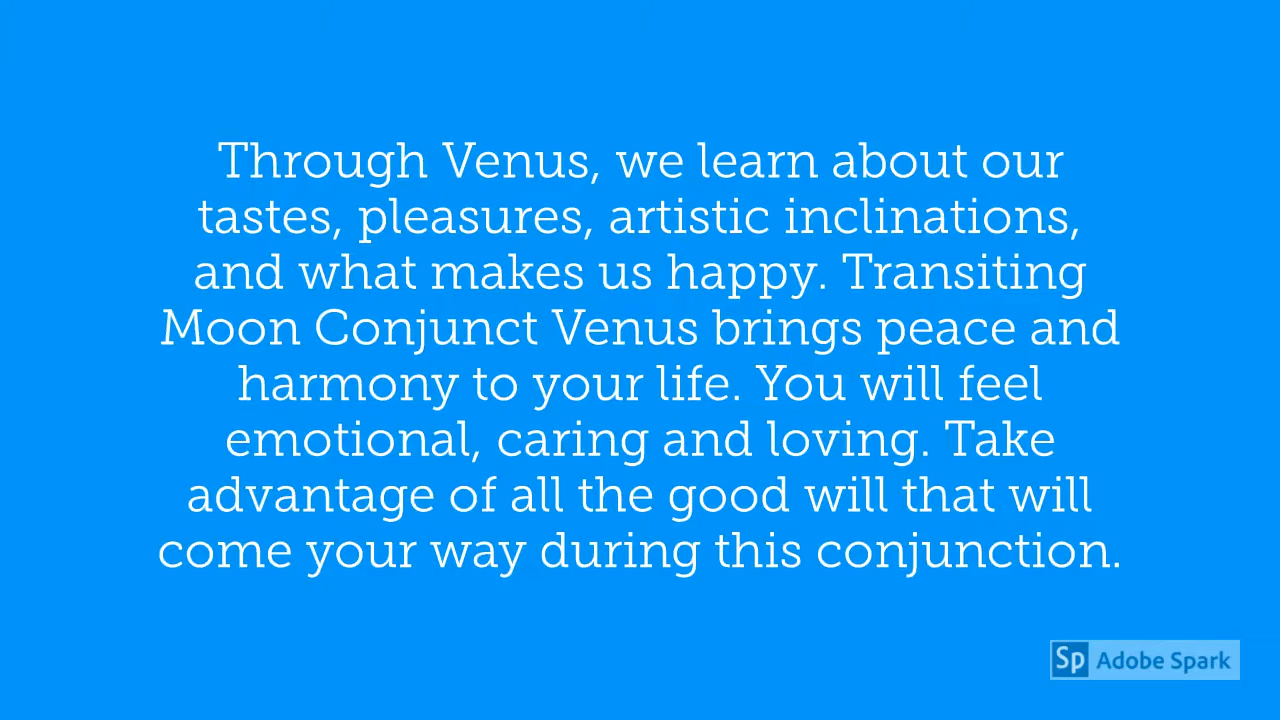 Through Venus, we learn about our
tastes, pleasures, artistic inclinations,
and what makes us happy. Transiting
Moon Conjunct Venus brings peace and
harmony to your life. You will feel
emotional, caring and loving. Take
advantage of all the good will that will
come your way during this conjunction.
Sp Adobe Spark